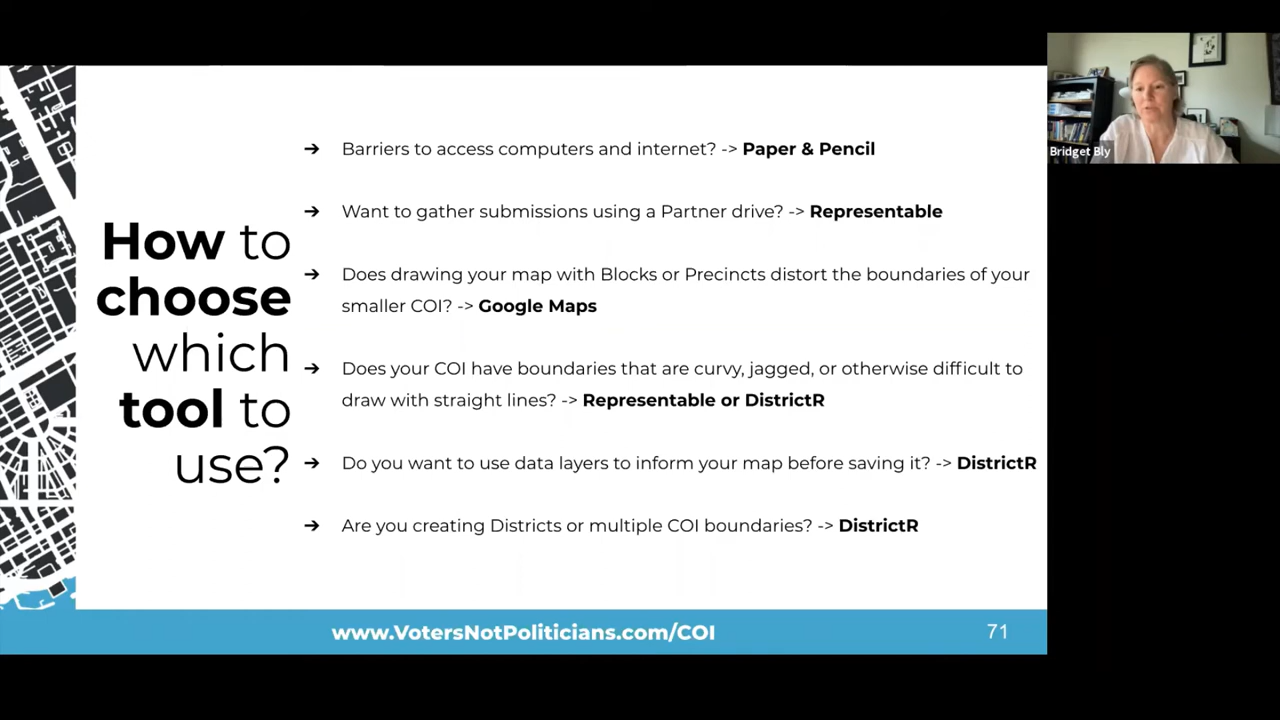 How to
choose
which
tool to
use?
➔ Barriers to access computers and internet? -> Paper & Pencil
➔ Want to gather submissions using a Partner drive? -> Representable
➔ Does drawing your map with Blocks or Precincts distort the boundaries of your
smaller COI? -> Google Maps
➔ Does your COI have boundaries that are curvy, jagged, or otherwise difficult to
draw with straight lines? -> Representable or DistrictR
➔ Do you want to use data layers to inform your map before saving it? -> DistrictR
➔ Are you creating Districts or multiple COI boundaries? -> DistrictR
www.VotersNotPoliticians.com/COI
71
Bridget Bly